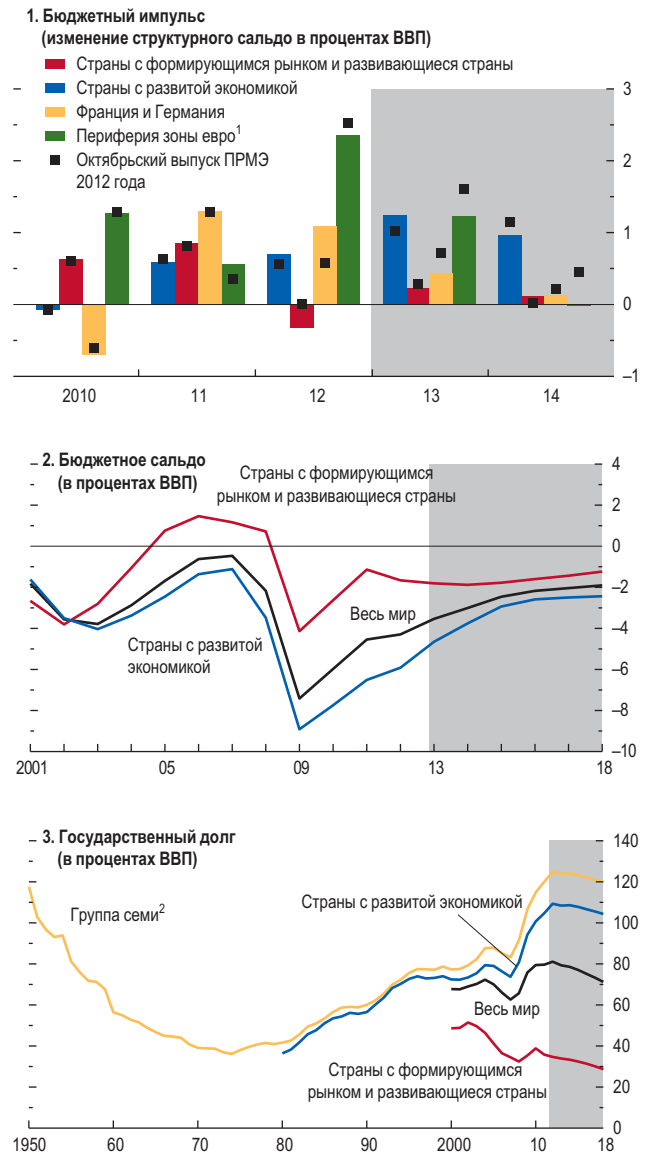 1. Бюджетный импульс
(изменение структурного сальдо в процентах ВВП)
Страны с формирующимся рынком и развивающиеся страны
Страны с развитой экономикой
Франция и Германия
Периферия зоны евро1
Октябрьский выпуск ПРМЭ
2012 года
3
2
1
0
–1
2010 11 12 13 14
2. Бюджетное сальдо
(в процентах ВВП)
Страны с формирующимся
рынком и развивающиеся страны
Весь мир
Страны с развитой
экономикой
4
2
0
–2
–4
–6
–8
–10
2001 05 09 13 18
3. Государственный долг
(в процентах ВВП)
Группа семи2
Страны с развитой экономикой
Весь мир
Страны с формирующимся
рынком и развивающиеся страны
140
120
100
80
60
40
20
0
1950 60 70 80 90 2000 10 18